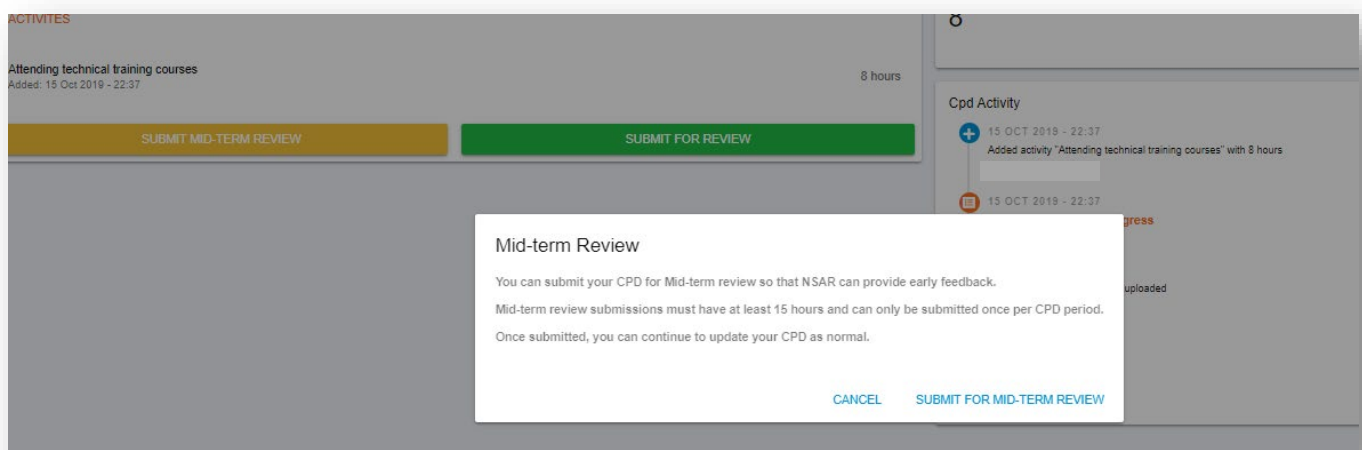 ACTIVITES
Attending technical training courses
Added: 15 Oct 2019 - 22:37
8 hours
SUBMIT MID-TERM REVIEW
SUBMIT FOR REVIEW
8
Cpd Activity
15 OCT 2019 - 22:37
Added activity "Attending technical training courses" with 8 hours
15 OCT 2019 - 22:37
gress
uploaded
Mid-term Review
You can submit your CPD for Mid-term review so that NSAR can provide early feedback.
Mid-term review submissions must have at least 15 hours and can only be submitted once per CPD period.
Once submitted, you can continue to update your CPD as normal.
CANCEL
SUBMIT FOR MID-TERM REVIEW